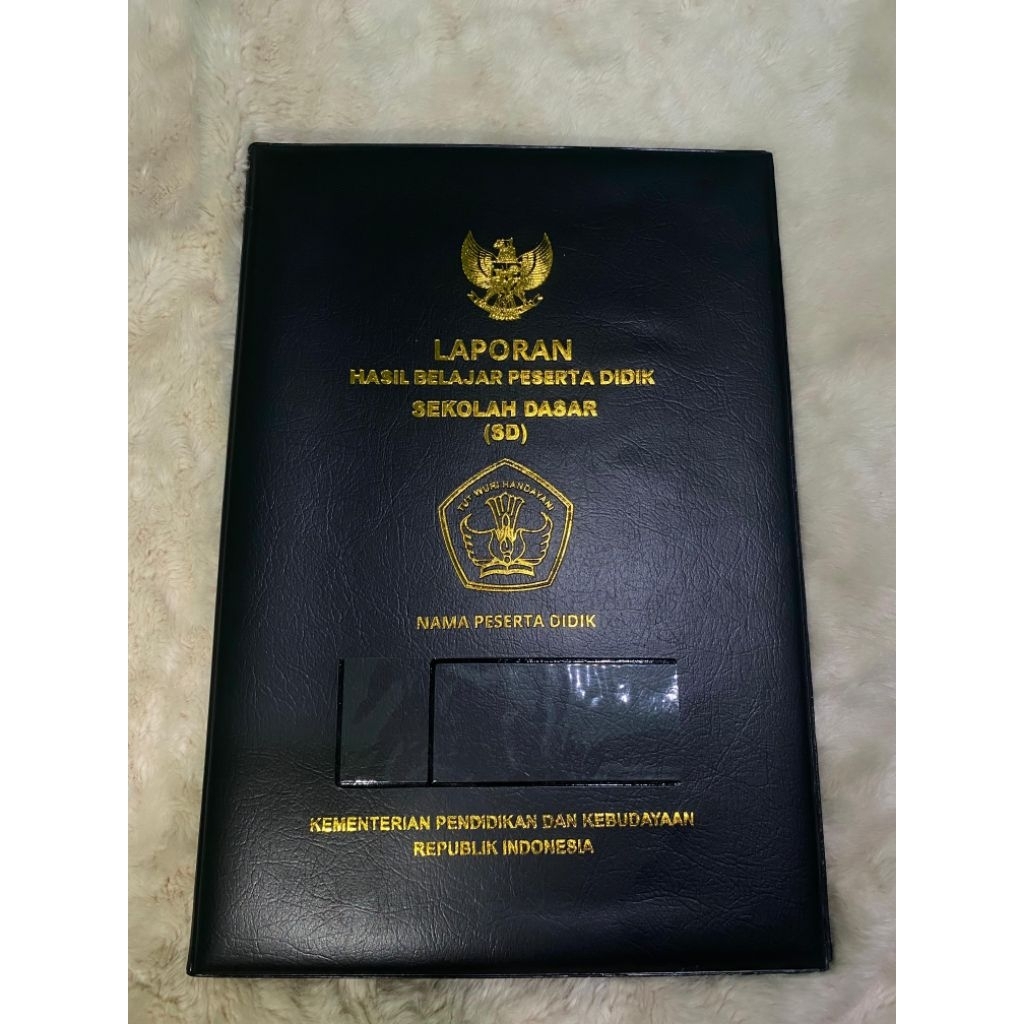 LAPORAN
HASIL BELAJAR PESERTA DIDIK
SEKOLAH DASAR
(SD)
TUT WURI HANDAYANI
NAMA PESERTA DIDIK
KEMENTERIAN PENDIDIKAN DAN KEBUDAYAAN
REPUBLIK INDONESIA